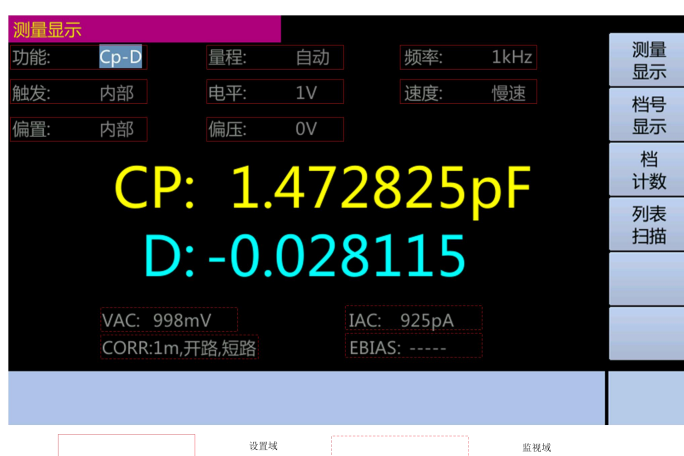 测量显示
功能: Cp-D 量程: 自动 频率: 1kHz
触发: 内部 电平: 1V 速度: 慢速
偏置: 内部 偏压: 0V
CP: 1.472825pF
D:-0.028115
VAC: 998mV IAC: 925pA
CORR:1m,开路,短路 EBIAS: -----
测量
显示
档号
显示
档
计数
列表
扫描
设置域 监视域